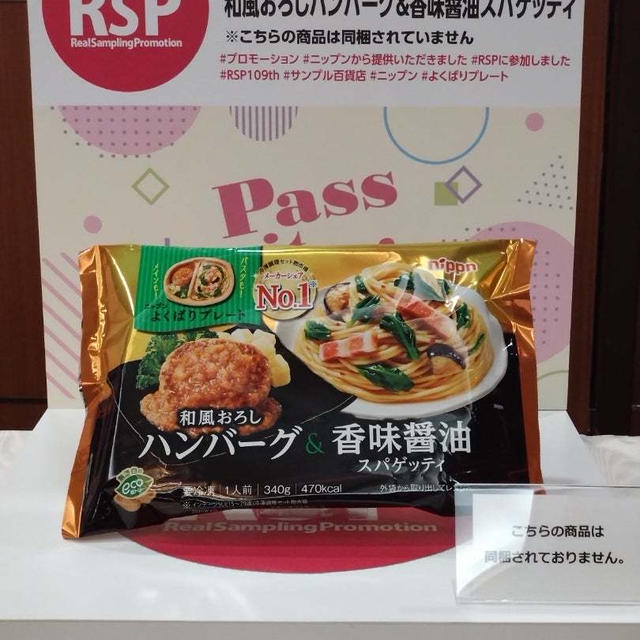 RSP
RealSamplingPromotion
和風おろしハンバーグ&香味醤油スパゲッティ
※こちらの商品は同梱されていません
#プロモーション #ニップンから提供いただきました #RSPに参加しました
#RSP109th #サンプル百貨店 #ニップン #よくばりプレート
Pass
nippn
メインも!
パスタも!
メーカーシェア
No.1
ニップン
よくばりプレート
和風おろし
ハンバーグ & 香味醤油
スパゲッティ
eco
要冷凍 1人前 340g 470kcal
RealSamplingPromotion
こちらの商品は
同梱されておりません。